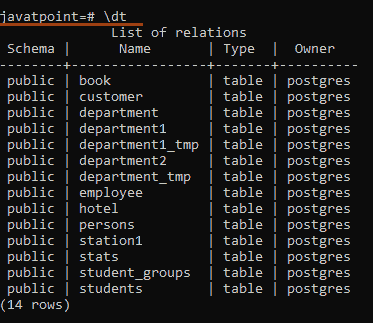 javatpoint=# \dt
              List of relations
 Schema |      Name       | Type  |  Owner
--------+-----------------+-------+----------
 public | book            | table | postgres
 public | customer        | table | postgres
 public | department      | table | postgres
 public | department1     | table | postgres
 public | department1_tmp | table | postgres
 public | department2     | table | postgres
 public | department_tmp  | table | postgres
 public | employee        | table | postgres
 public | hotel           | table | postgres
 public | persons         | table | postgres
 public | station1        | table | postgres
 public | stats           | table | postgres
 public | student_groups  | table | postgres
 public | students        | table | postgres
(14 rows)